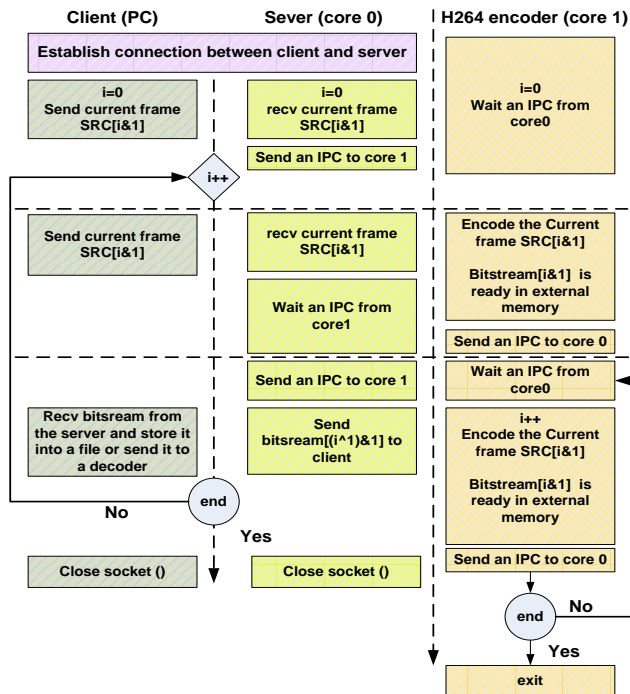 Client (PC)
Sever (core 0)
H264 encoder (core 1)
Establish connection between client and server
i=0
Send current frame
SRC[i&1]
i=0
recv current frame
SRC[i&1]
i=0
Wait an IPC from
core0
Send an IPC to core 1
i++
Send current frame
SRC[i&1]
recv current frame
SRC[i&1]
Encode the Current
frame SRC[i&1]
Bitstream[i&1] is
ready in external
memory
Wait an IPC from
core1
Send an IPC to core 0
Send an IPC to core 1
Wait an IPC from
core0
Recv bitsream from
the server and store it
into a file or send it to
a decoder
Send
bitsream[(i^1)&1] to
client
i++
Encode the Current
frame SRC[i&1]
Bitstream[i&1] is
ready in external
memory
end
No
Yes
Close socket ()
Close socket ()
Send an IPC to core 0
end
No
Yes
exit